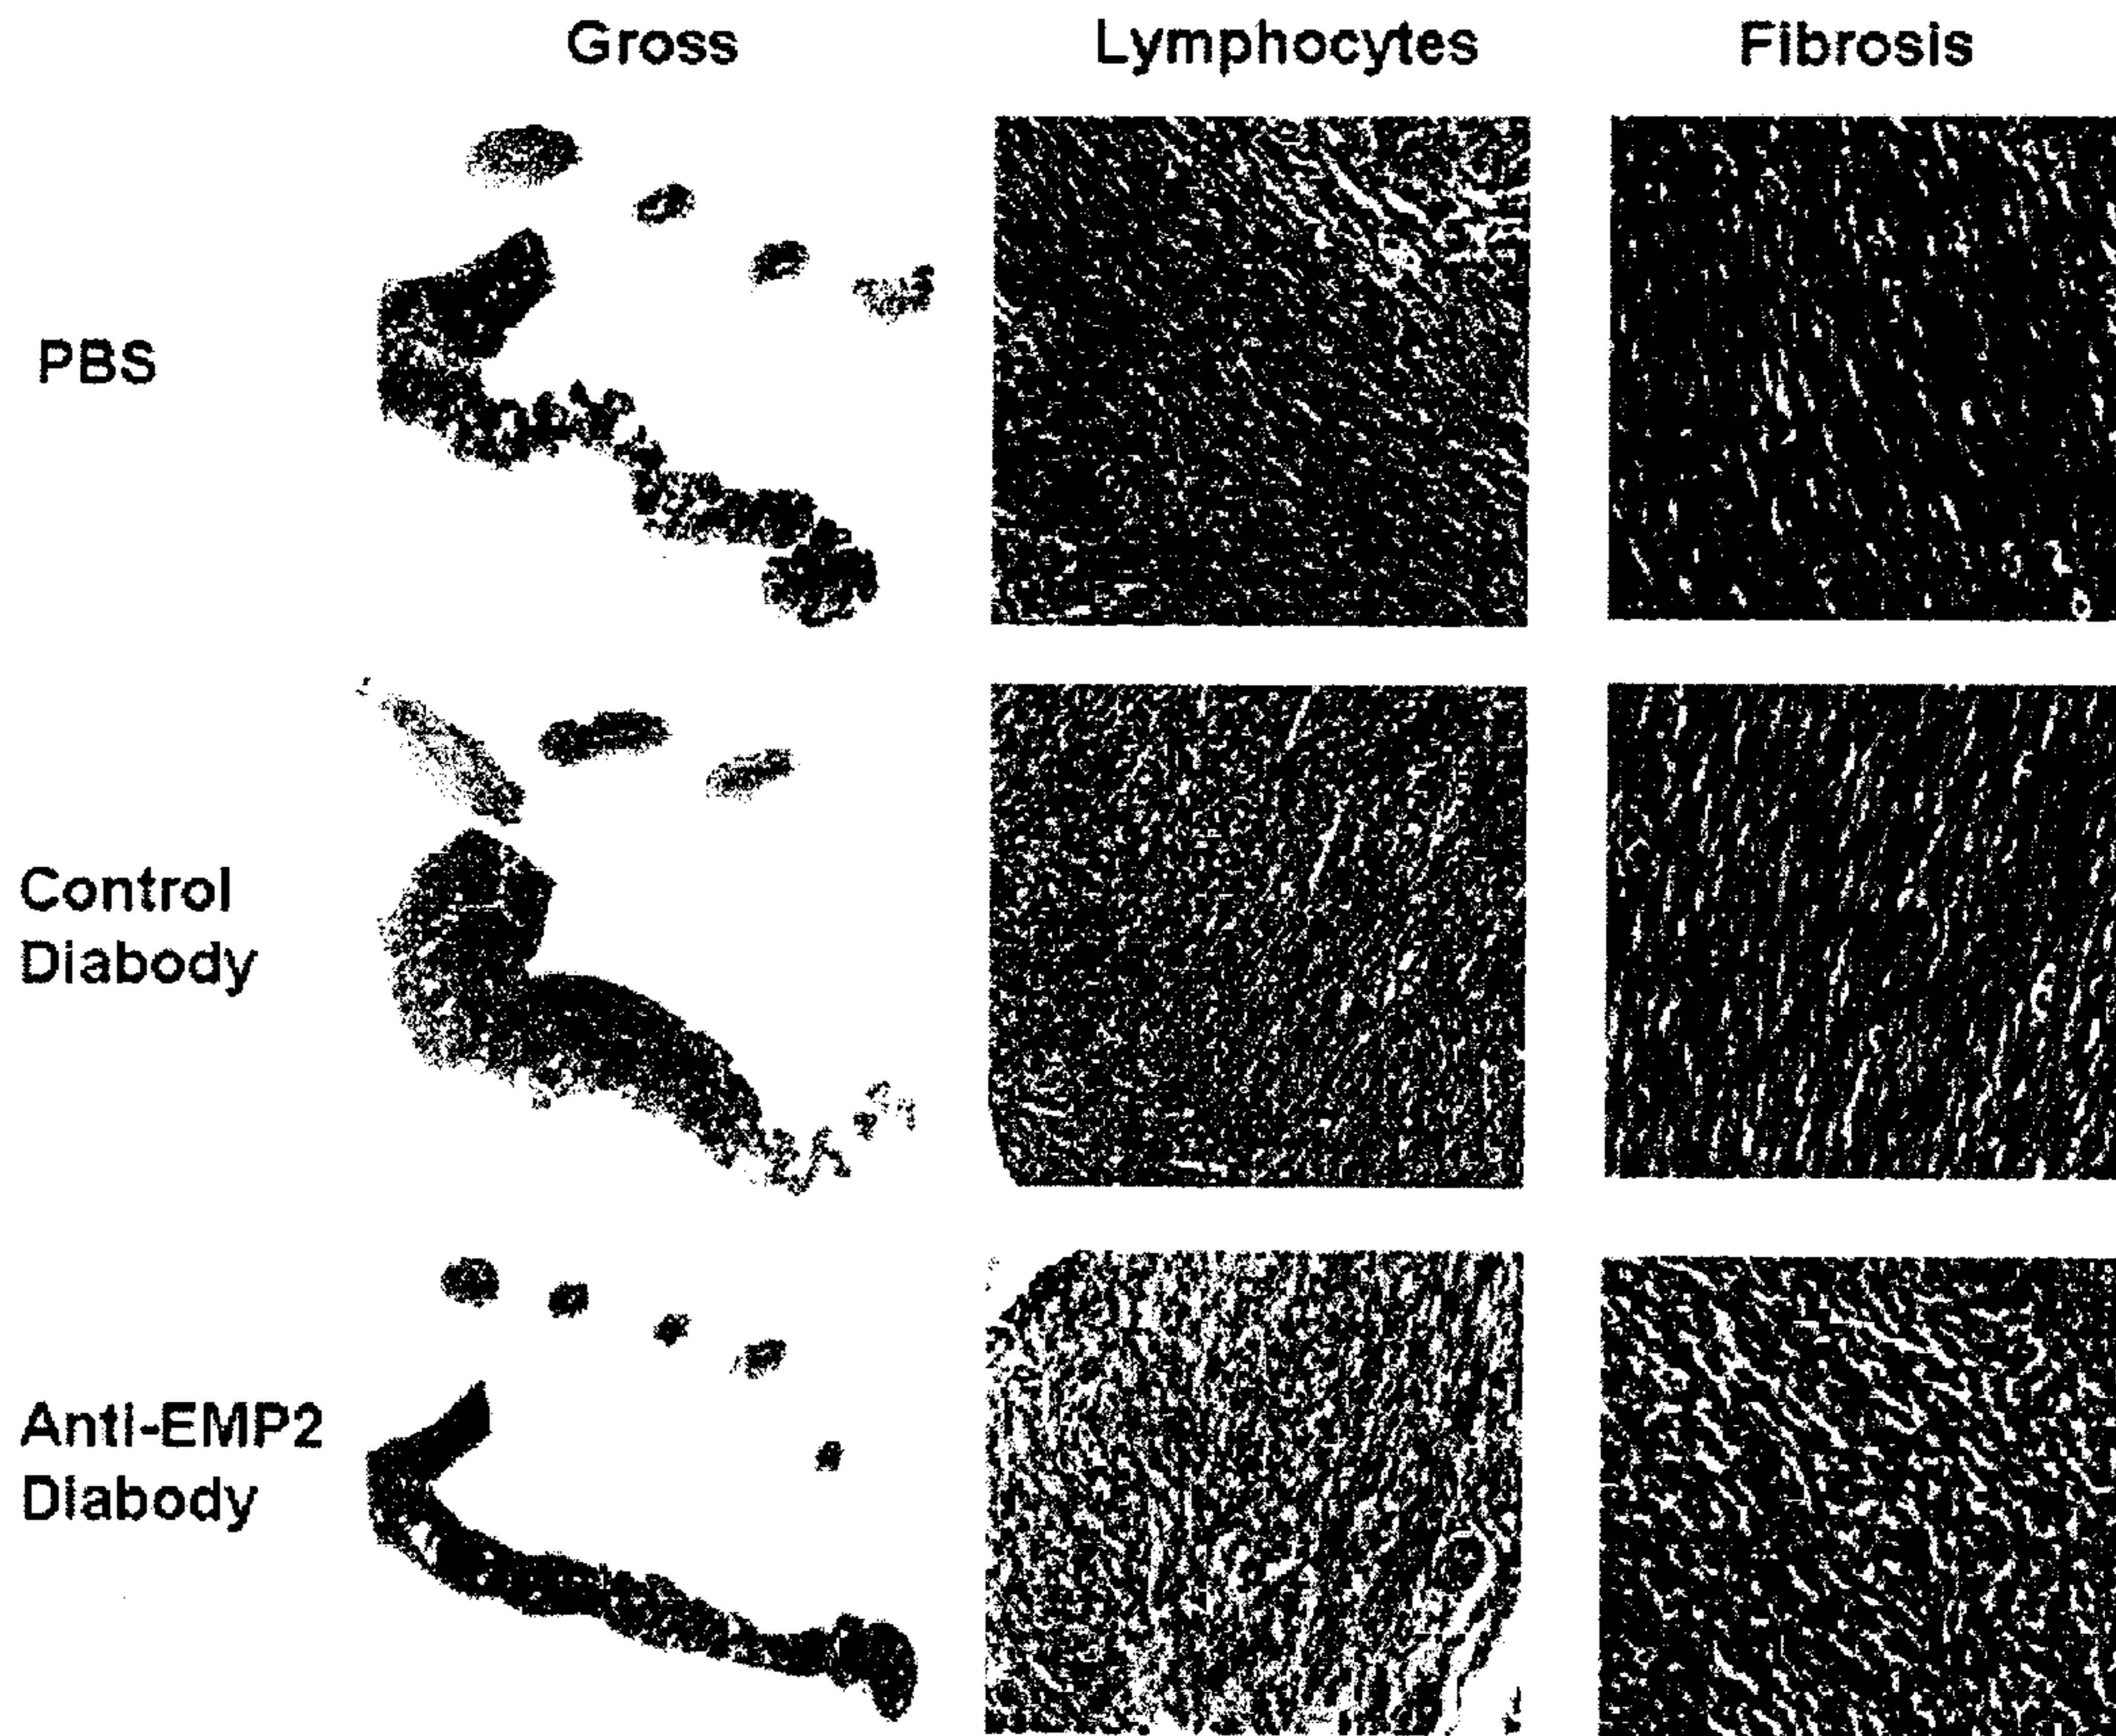 Gross
Lymphocytes
Fibrosis
PBS
Control
Diabody
Anti-EMP2
Diabody